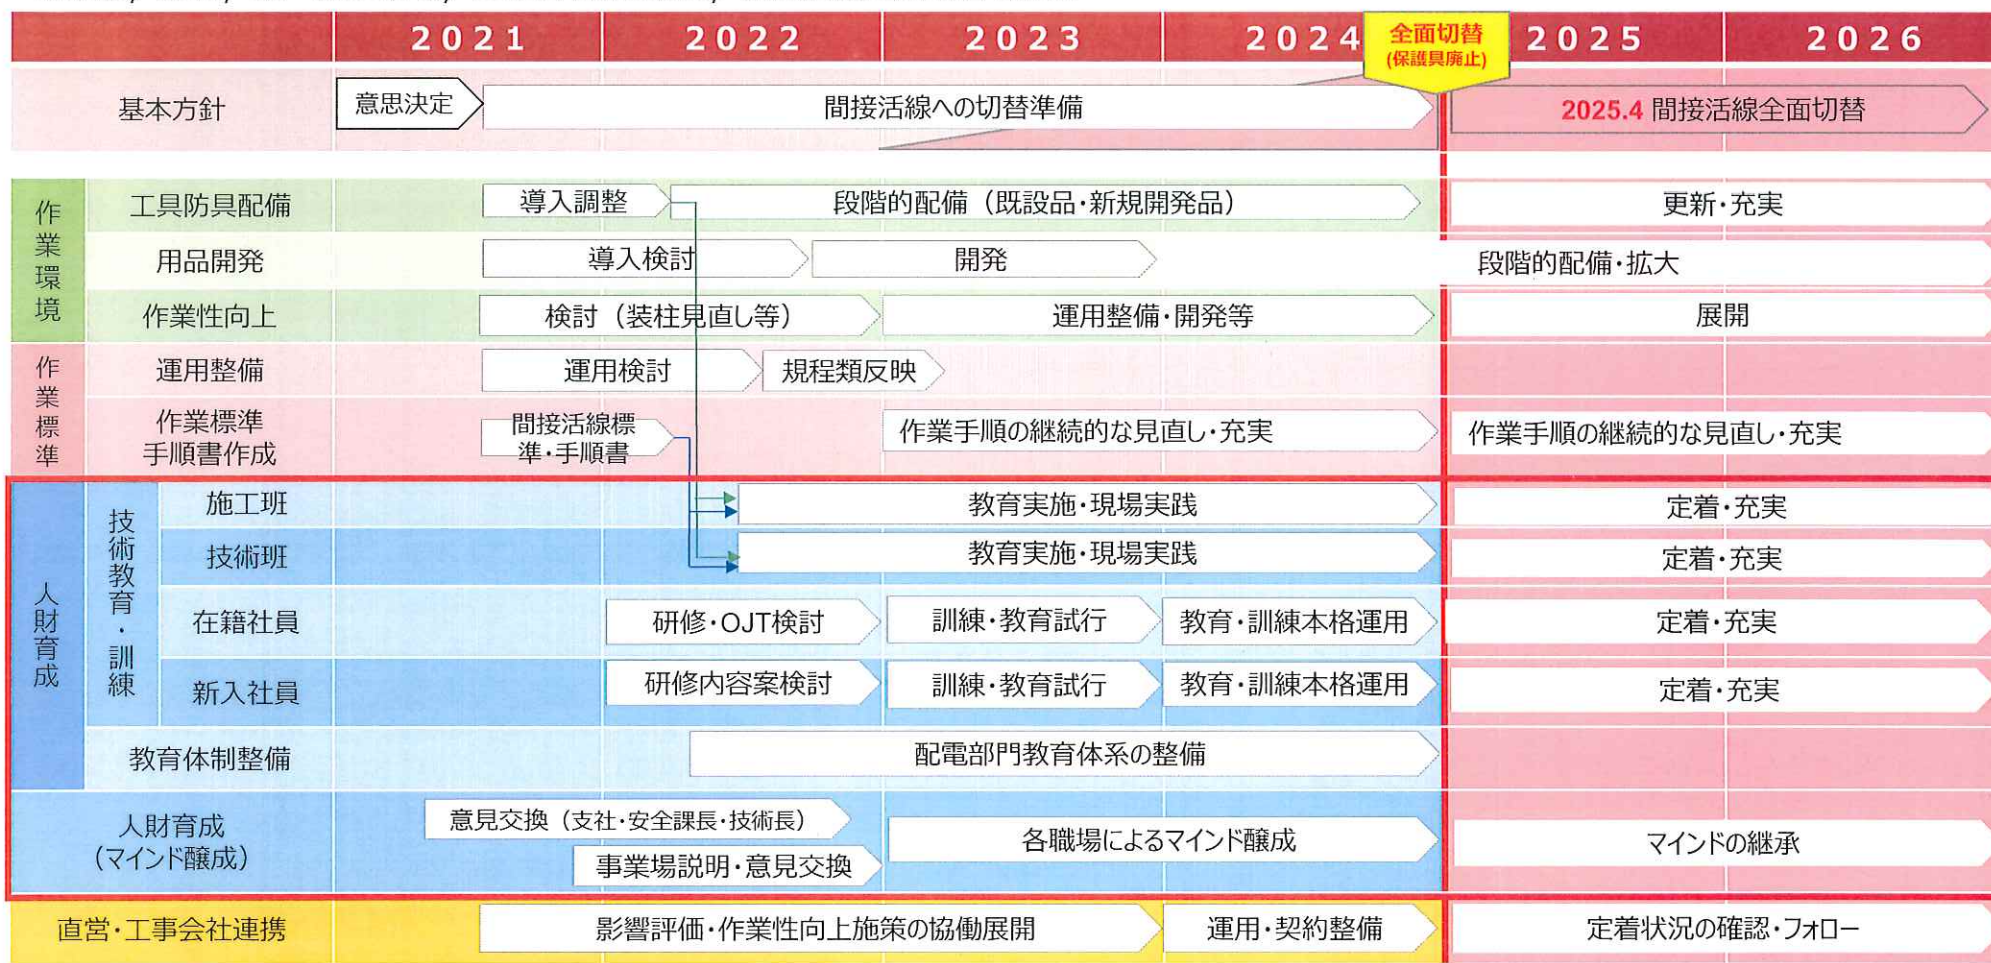 2021
2022
2023
2024
全面切替
(保護具廃止)
2025
2026
基本方針
意思決定
間接活線への切替準備
2025.4 間接活線全面切替
作業環境
工具防具配備
導入調整
段階的配備（既設品・新規開発品）
更新・充実
用品開発
導入検討
開発
段階的配備・拡大
作業性向上
検討（装柱見直し等）
運用整備・開発等
展開
作業標準
運用整備
運用検討
規程類反映
作業標準
手順書作成
間接活線標
準・手順書
作業手順の継続的な見直し・充実
作業手順の継続的な見直し・充実
人財育成
技術教育・訓練
施工班
教育実施・現場実践
定着・充実
技術班
教育実施・現場実践
定着・充実
在籍社員
研修・OJT検討
訓練・教育試行
教育・訓練本格運用
定着・充実
新入社員
研修内容案検討
訓練・教育試行
教育・訓練本格運用
定着・充実
教育体制整備
配電部門教育体系の整備
人財育成
（マインド醸成）
意見交換（支社・安全課長・技術長）
事業場説明・意見交換
各職場によるマインド醸成
マインドの継承
直営・工事会社連携
影響評価・作業性向上施策の協働展開
運用・契約整備
定着状況の確認・フォロー